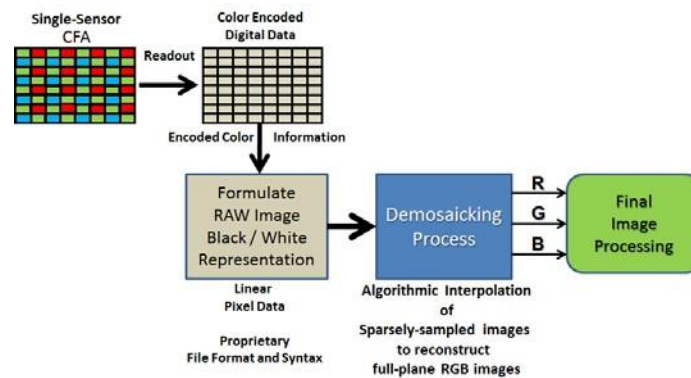 Single-Sensor
CFA
Readout
Color Encoded
Digital Data
Encoded Color
Information
Formulate
RAW Image
Black / White
Representation
Linear
Pixel Data
Proprietary
File Format and Syntax
Demosaicking
Process
Algorithmic Interpolation
of
Sparsely-sampled images
to reconstruct
full-plane RGB images
R
G
B
Final
Image
Processing